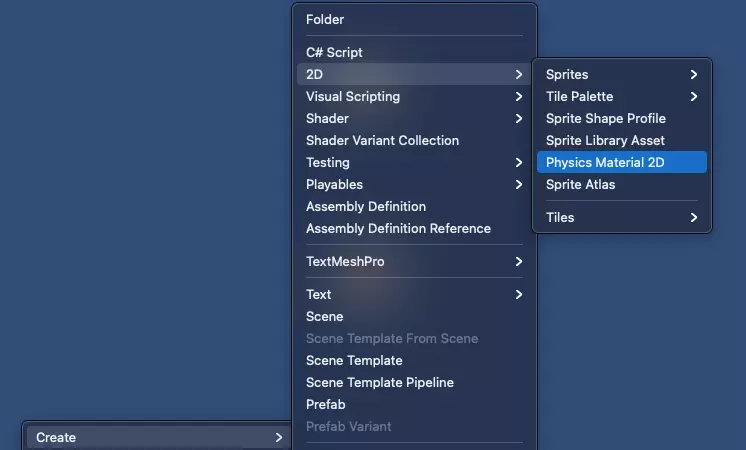 Folder
C# Script
2D
Visual Scripting
Shader
Shader Variant Collection
Testing
Playables
Assembly Definition
Assembly Definition Reference
TextMeshPro
Text
Scene
Scene Template From Scene
Scene Template
Scene Template Pipeline
Prefab
Prefab Variant
Sprites
Tile Palette
Sprite Shape Profile
Sprite Library Asset
Physics Material 2D
Sprite Atlas
Tiles
Create